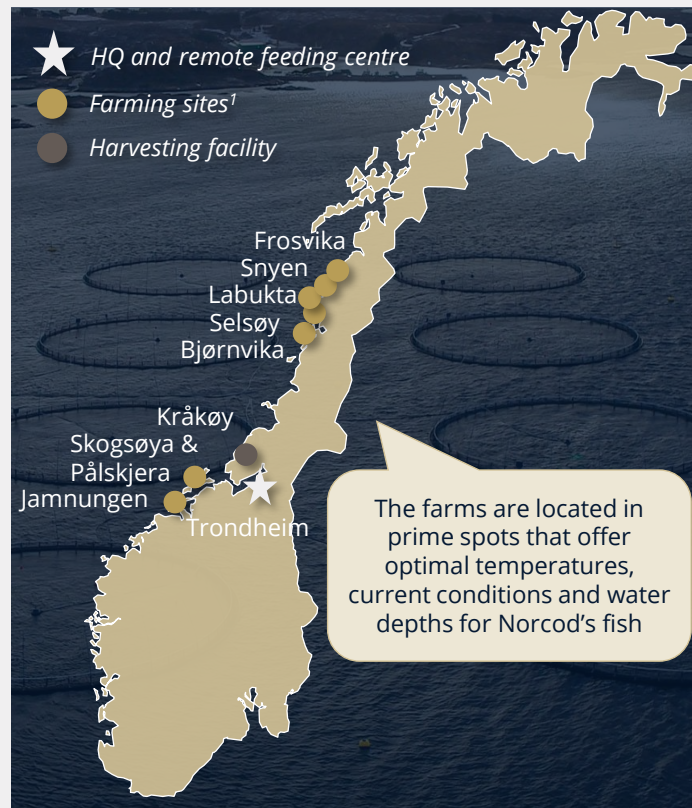 HQ and remote feeding centre
Farming sites¹
Harvesting facility
Frosvika
Snyen
Labukta
Selsøy
Bjørnvika
Kråkøy
Skogsøya &
Pålskjera
Jamnungen
Trondheim
The farms are located in
prime spots that offer
optimal temperatures,
current conditions and water
depths for Norcod’s fish